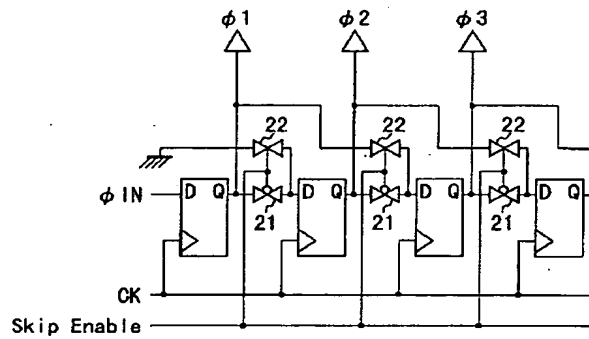 φ1 φ2 φ3
22 22 22
φIN D Q D Q D Q D
21 21 21
CK
Skip Enable